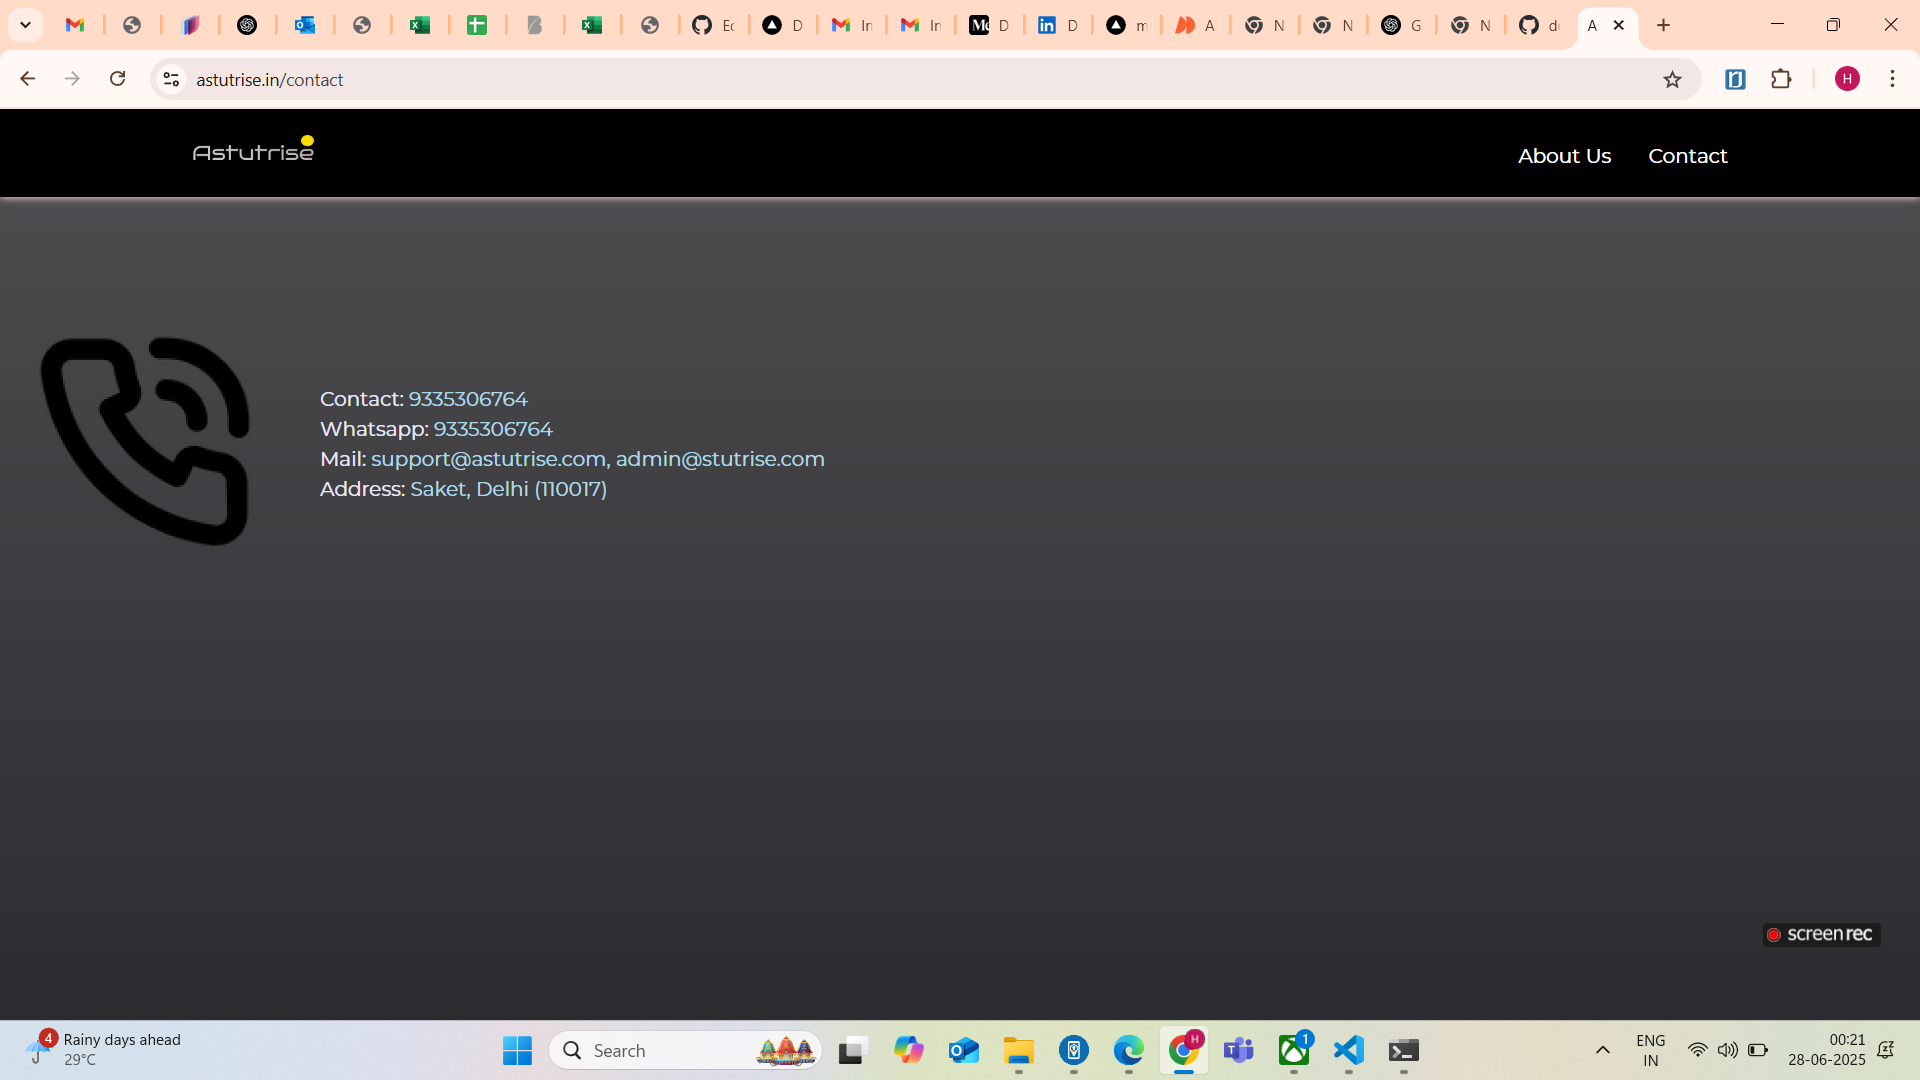 Ec
D
In
In
Me D
in D
m
A
N
N
G
N
d
A
astutrise.in/contact
H
Astutrise
About Us
Contact
Contact: 9335306764
Whatsapp: 9335306764
Mail: support@astutrise.com, admin@stutrise.com
Address: Saket, Delhi (110017)
screenrec
4
Rainy days ahead
29°C
Search
H
1
ENG
IN
00:21
28-06-2025